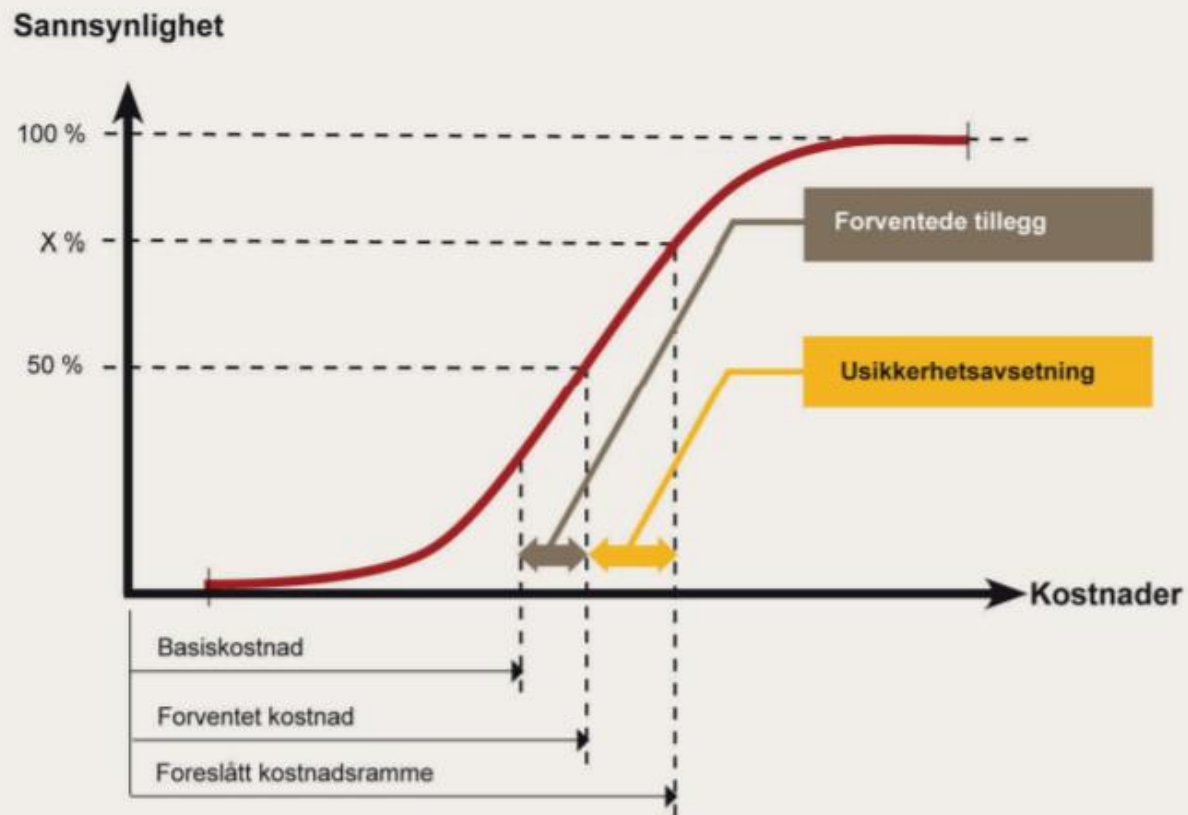 Sannsynlighet
100 %
X %
Forventede tillegg
50 %
Usikkerhetsavsetning
Kostnader
Basiskostnad
Forventet kostnad
Foreslått kostnadsramme